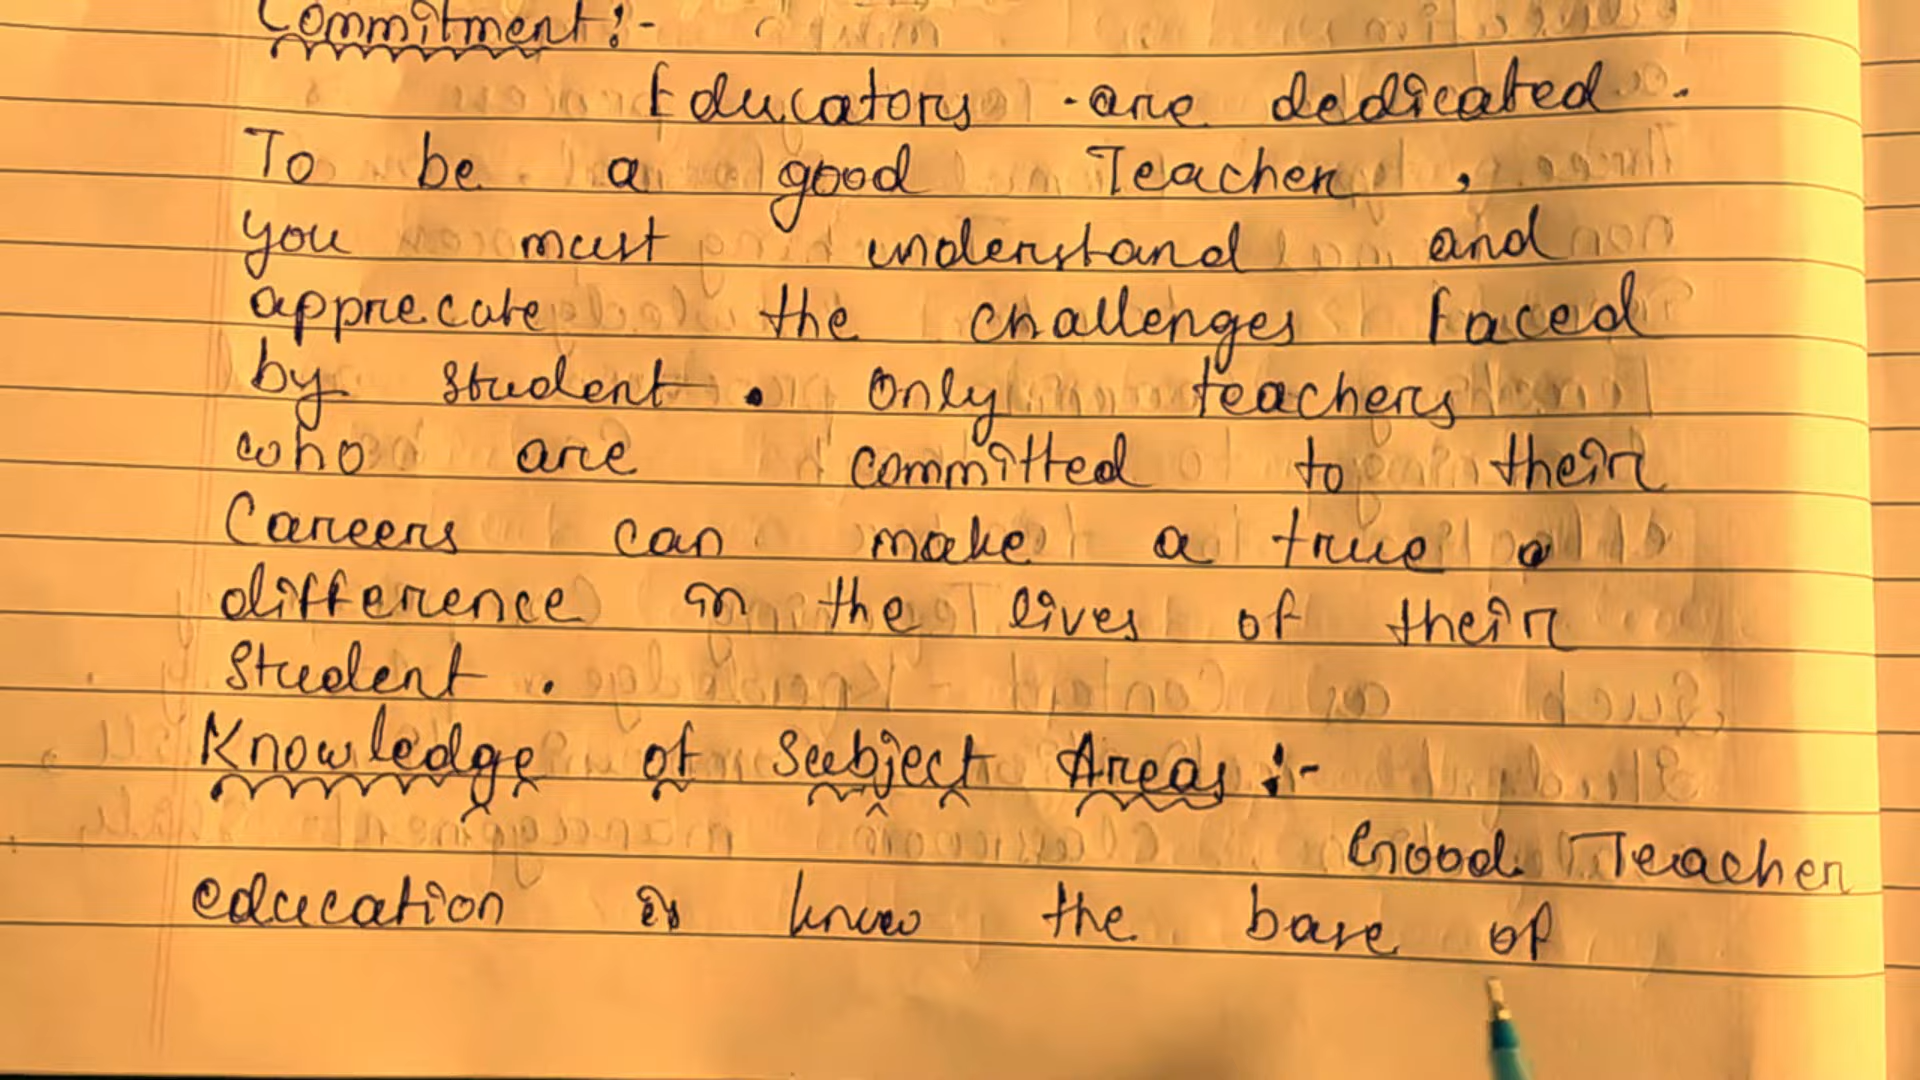 Commitment :-
Educators are dedicated.
To be a good Teacher,
you must understand and
apprecate the challenges faced
by student. Only teachers
who are committed to their
Careers can make a true a
difference in the lives of their
Student.
Knowledge of Subject Areas :-
Good Teacher
education is know the base of